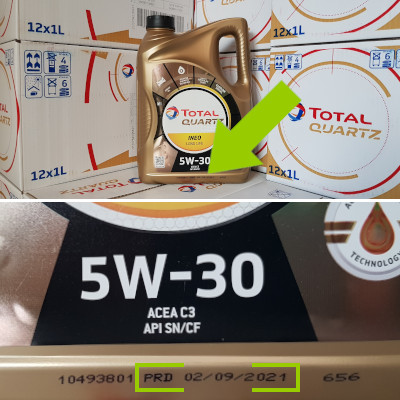 12x1L
TOTAL
QUARTZ
INEO
5W-30
12x1L
12x1L
TOTAL
QUARTZ
12x1L
5W-30
ACEA C3
API SN/CF
TECHNOLOGY
10493801 PRD 02/09/2021 656